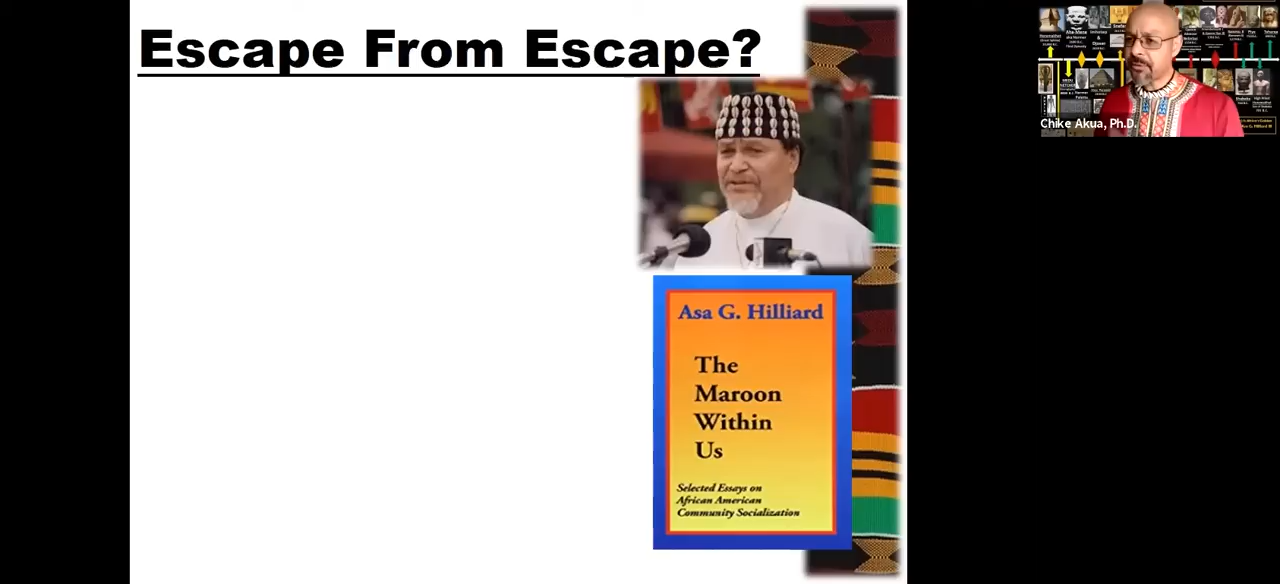 Escape From Escape?
Chike Akua, Ph.D.
Asa G. Hilliard
The
Maroon
Within
Us
Selected Essays on
African American
Community Socialization